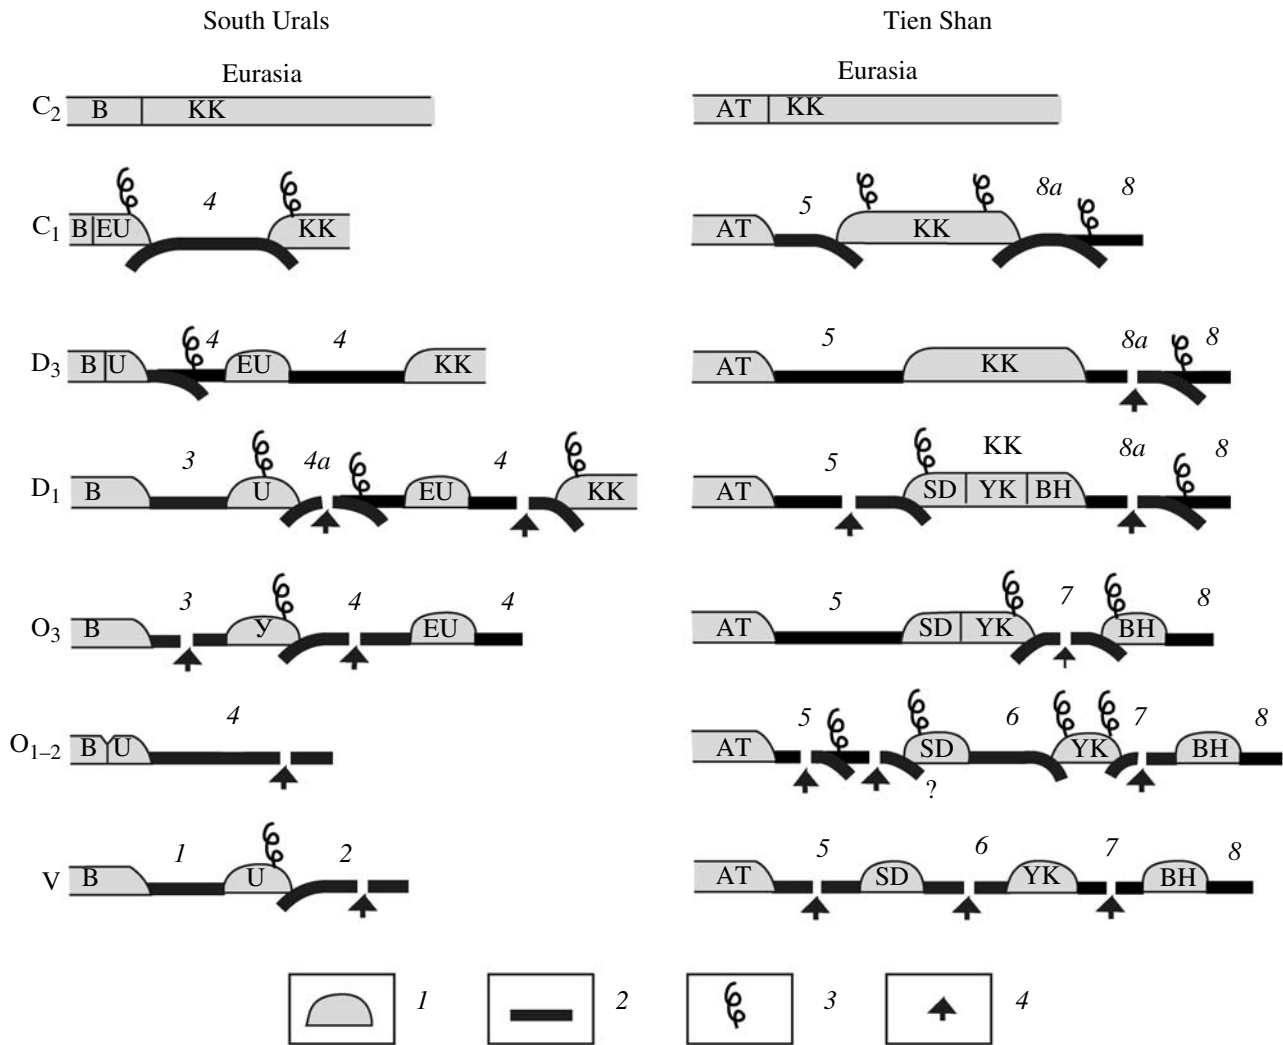 South Urals Tien Shan
Eurasia Eurasia
C2 B KK AT KK
4 5 8a 8
C1 B EU KK AT KK
4 4 5 8a 8
D3 B U EU KK AT KK
3 4a 4 5 KK 8a 8
D1 B U EU KK AT SD YK BH
3 4 4 5 7 8
O3 B У EU AT SD YK BH
4 5 6 7 8
O1–2 B U AT SD YK BH
?
1 2 5 6 7 8
V B U AT SD YK BH
1 2 3 4